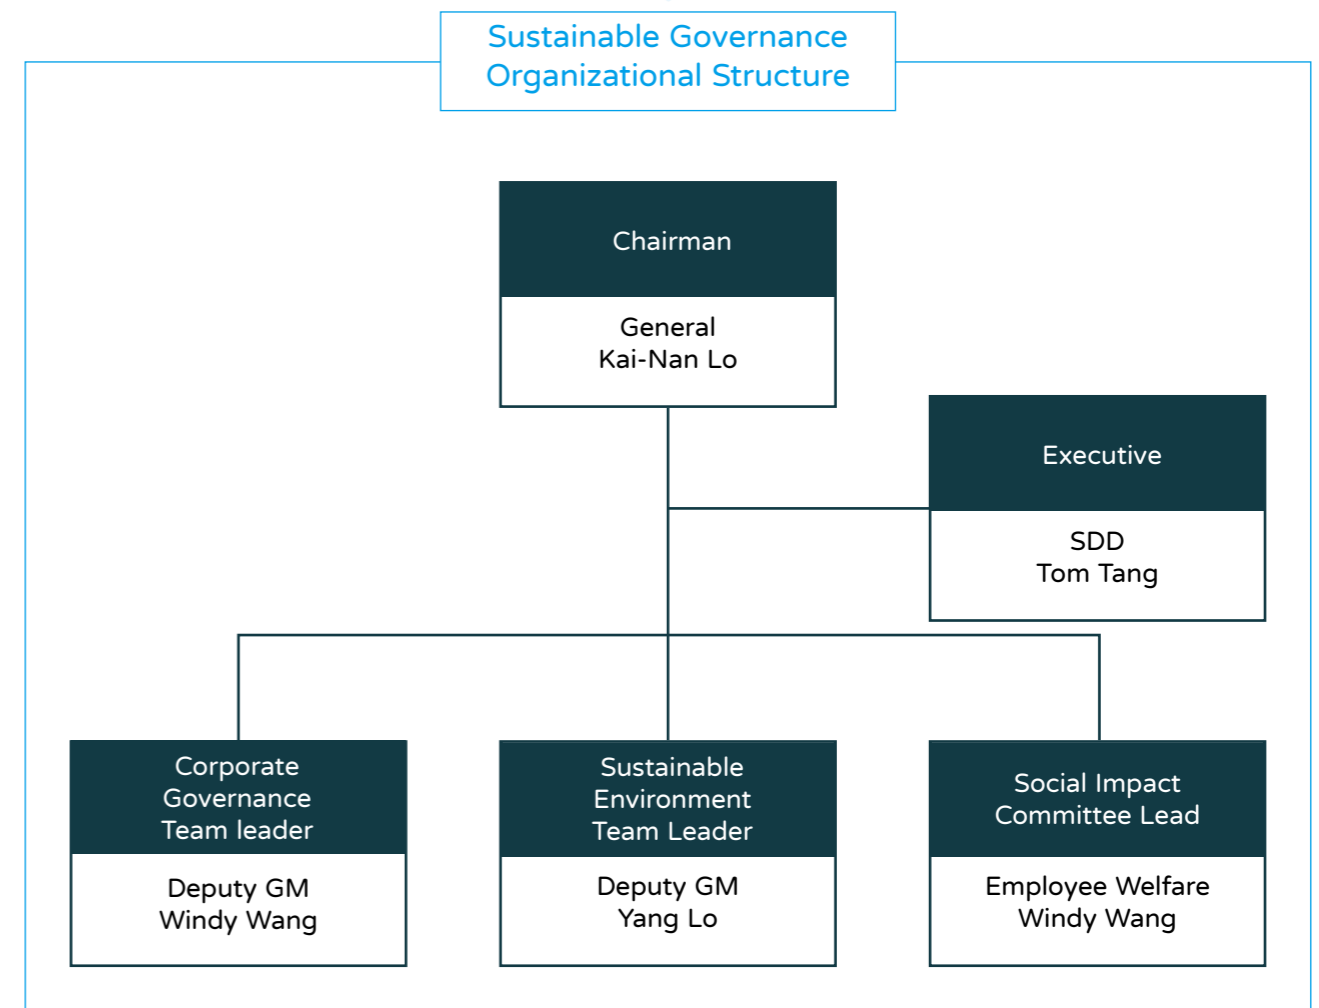 Sustainable Governance
Organizational Structure
Chairman
General
Kai-Nan Lo
Executive
SDD
Tom Tang
Corporate
Governance
Team leader
Deputy GM
Windy Wang
Sustainable
Environment
Team Leader
Deputy GM
Yang Lo
Social Impact
Committee Lead
Employee Welfare
Windy Wang